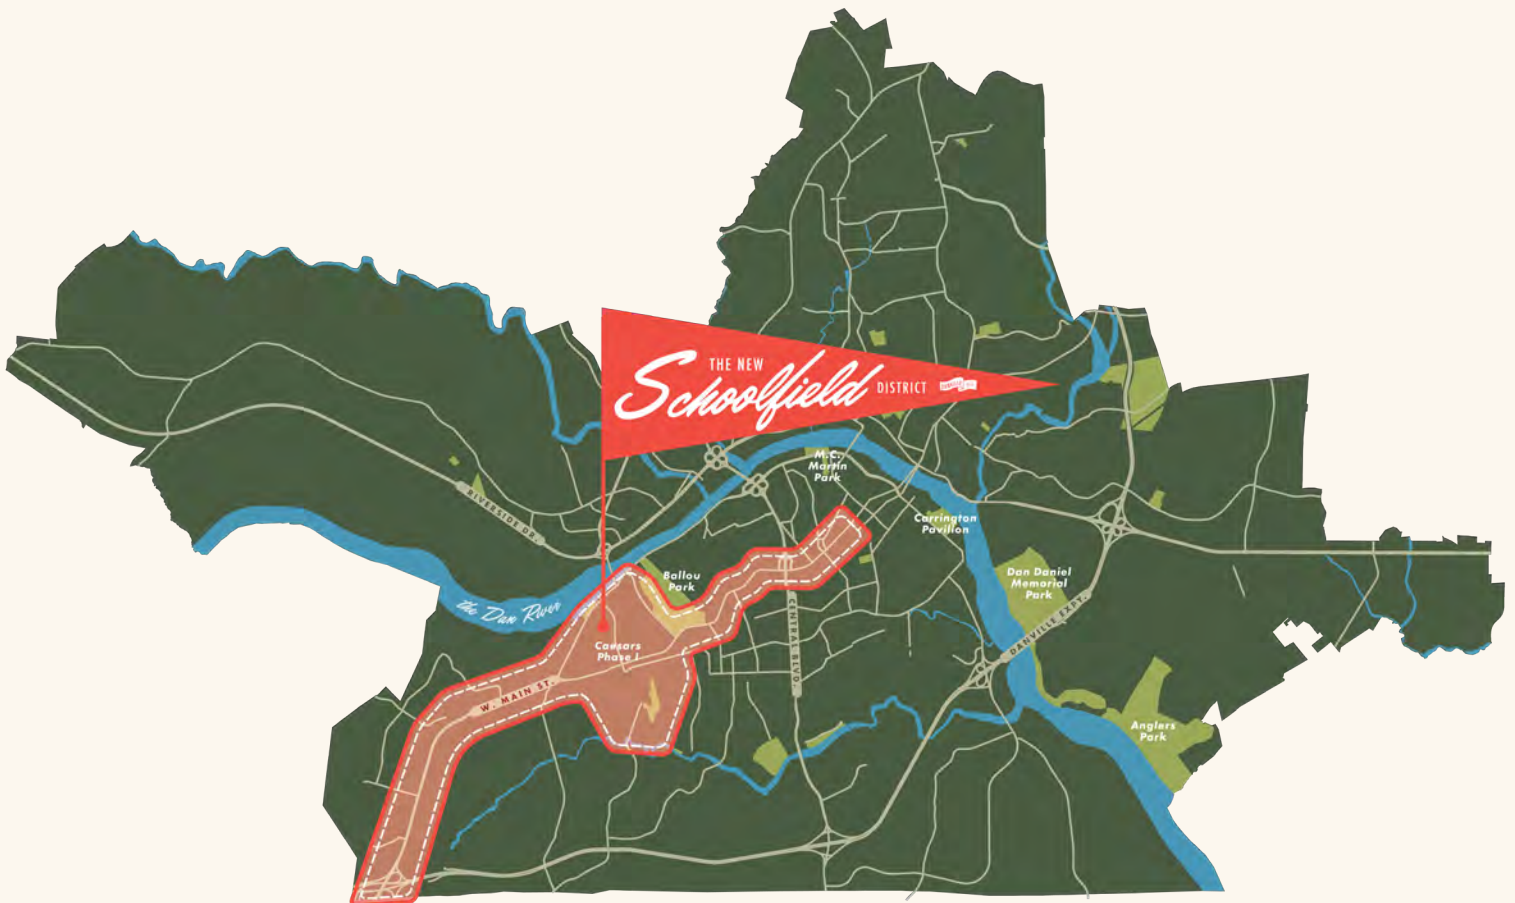 THE NEW
Schoolfield
DISTRICT
M.C.
Martin
Park
RIVERSIDE DR.
Carrington
Pavilion
Ballou
Park
Dan Daniel
Memorial
Park
the Dan River
CENTRAL BLVD.
DANVILLE EXPY.
Caesars
Phase I
W. MAIN ST.
Anglers
Park